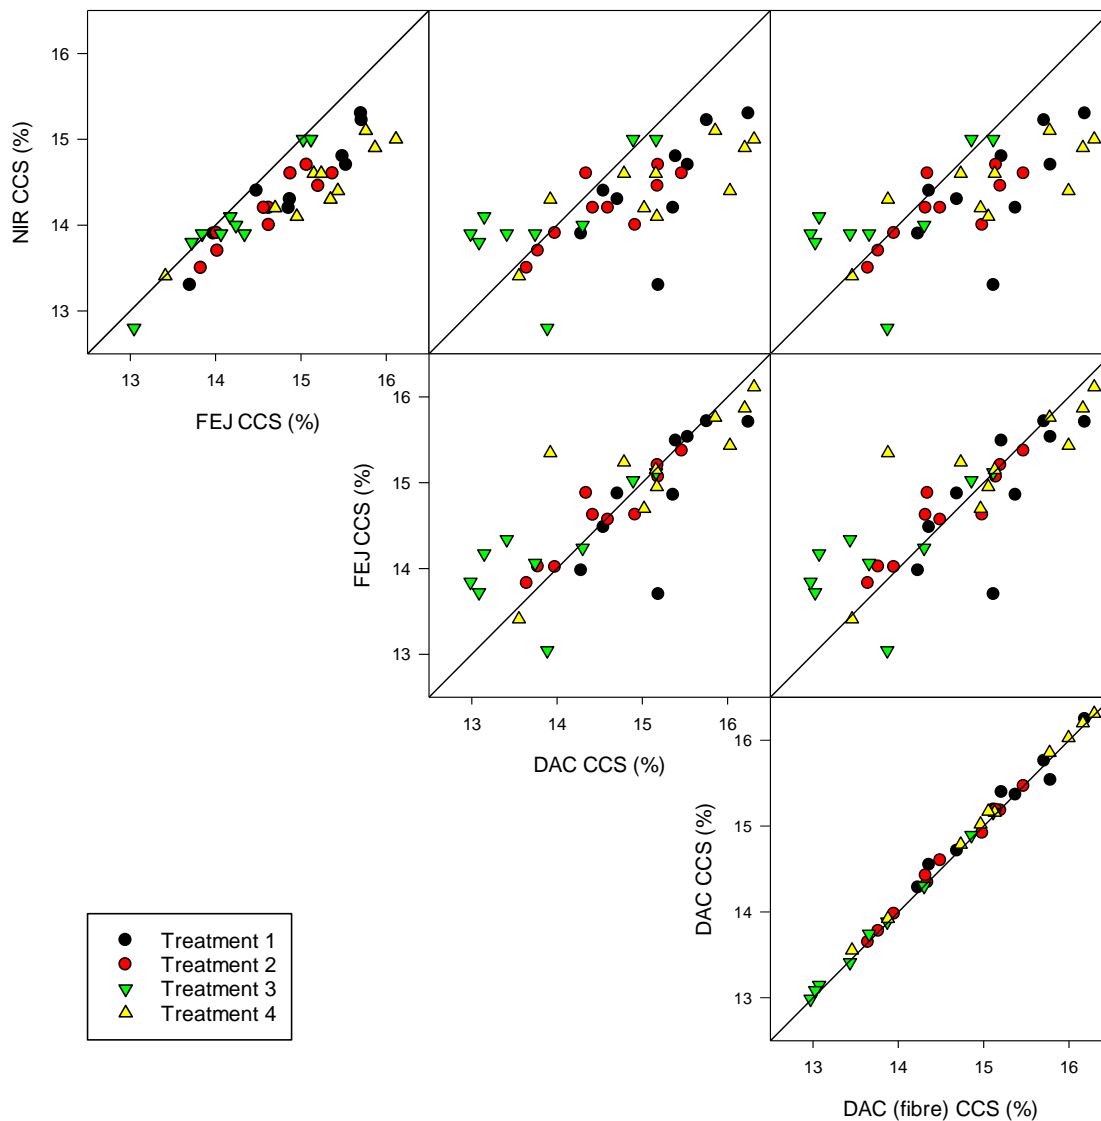 16
15
14
13
NIR CCS (%)
13 14 15 16
FEJ CCS (%)
16
15
14
13
FEJ CCS (%)
13 14 15 16
DAC CCS (%)
16
15
14
13
DAC CCS (%)
13 14 15 16
DAC (fibre) CCS (%)
Treatment 1
Treatment 2
Treatment 3
Treatment 4